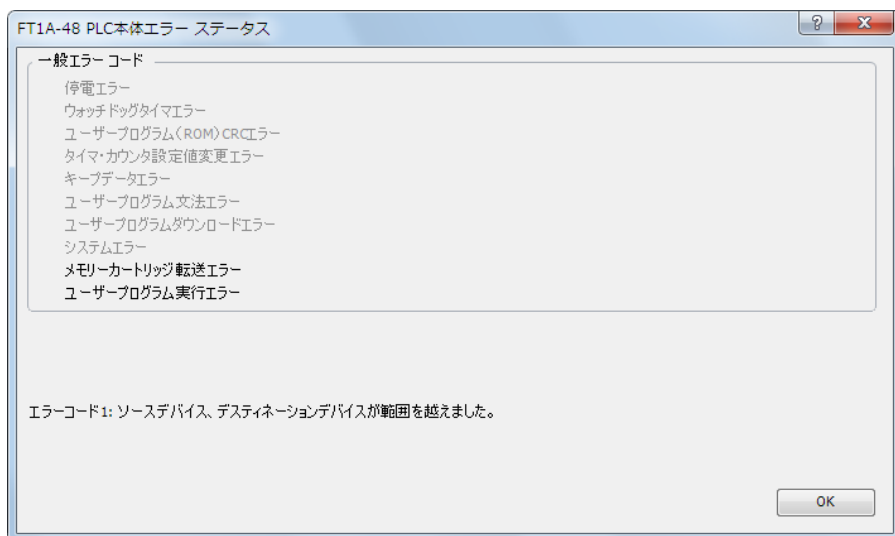 FT1A-48 PLC本体エラー ステータス
一般エラー コード
停電エラー
ウォッチドッグタイマエラー
ユーザープログラム(ROM)CRCエラー
タイマ・カウンタ設定値変更エラー
キープデータエラー
ユーザープログラム文法エラー
ユーザープログラムダウンロードエラー
システムエラー
メモリーカートリッジ転送エラー
ユーザープログラム実行エラー
エラーコード1: ソースデバイス、デスティネーションデバイスが範囲を越えました。
OK